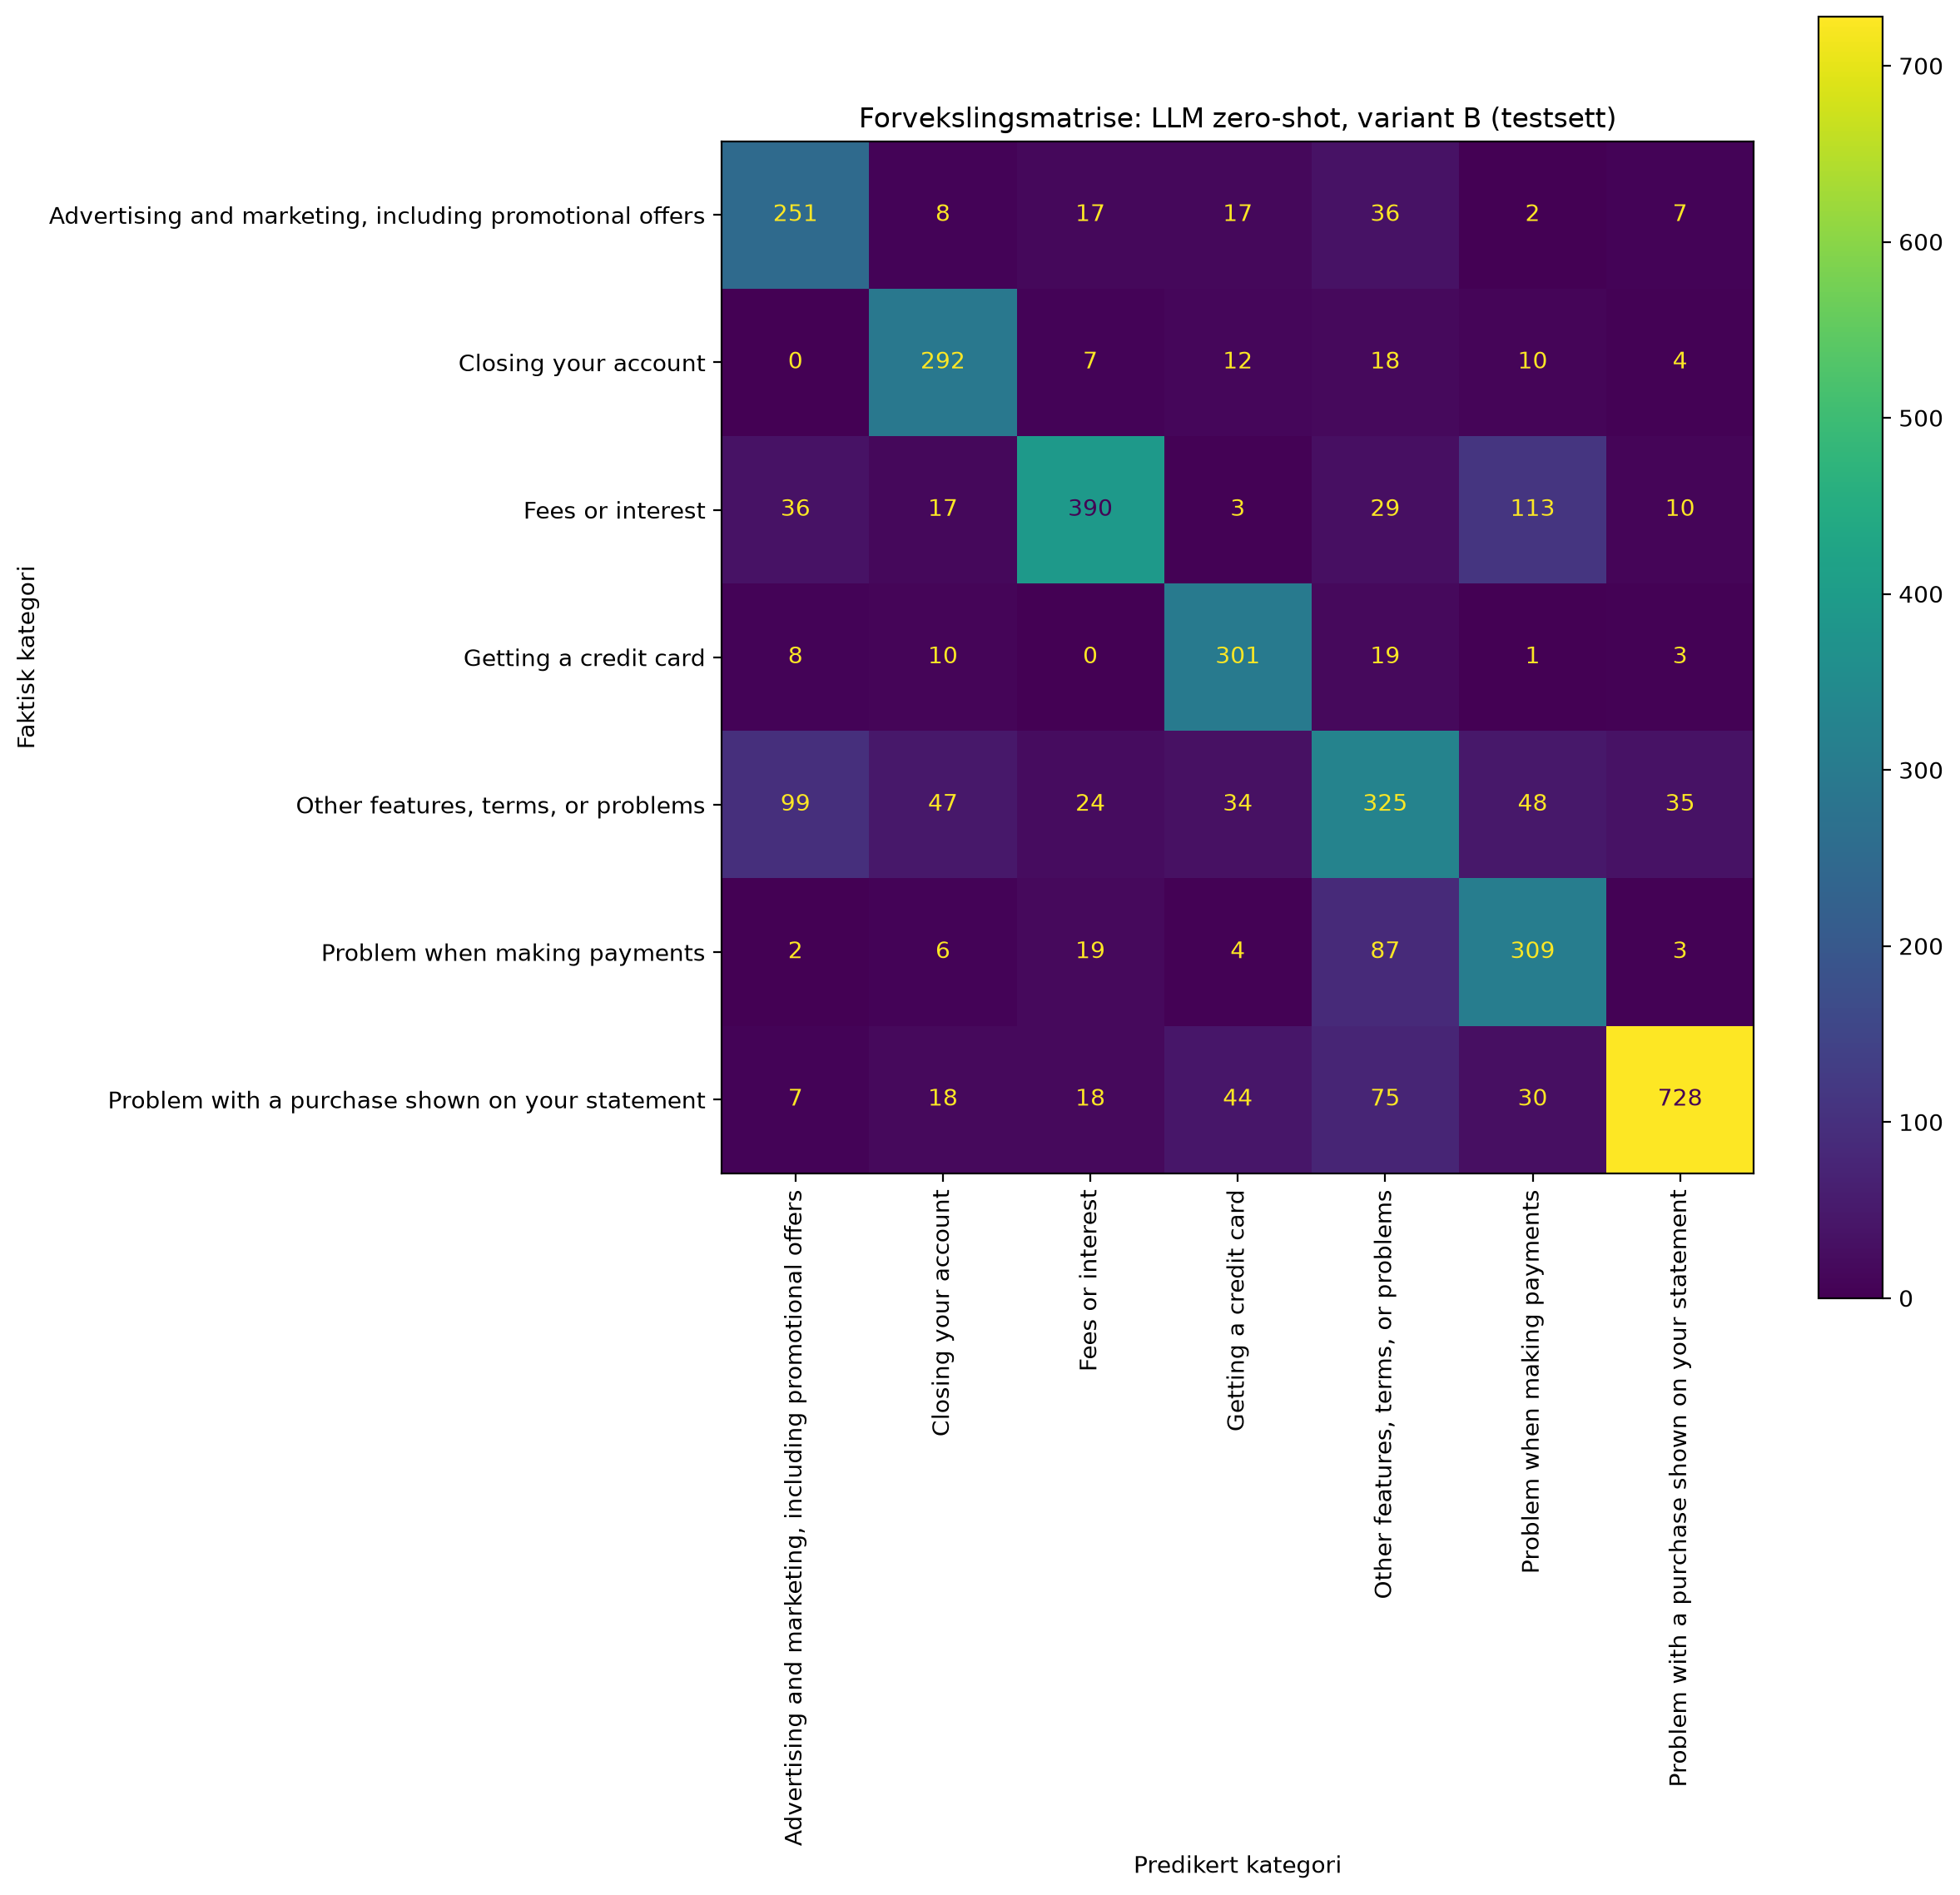 Forvekslingsmatrise: LLM zero-shot, variant B (testsett)
Faktisk kategori
Advertising and marketing, including promotional offers 251 8 17 17 36 2 7
Closing your account 0 292 7 12 18 10 4
Fees or interest 36 17 390 3 29 113 10
Getting a credit card 8 10 0 301 19 1 3
Other features, terms, or problems 99 47 24 34 325 48 35
Problem when making payments 2 6 19 4 87 309 3
Problem with a purchase shown on your statement 7 18 18 44 75 30 728
Advertising and marketing, including promotional offers
Closing your account
Fees or interest
Getting a credit card
Other features, terms, or problems
Problem when making payments
Problem with a purchase shown on your statement
Predikert kategori
700
600
500
400
300
200
100
0